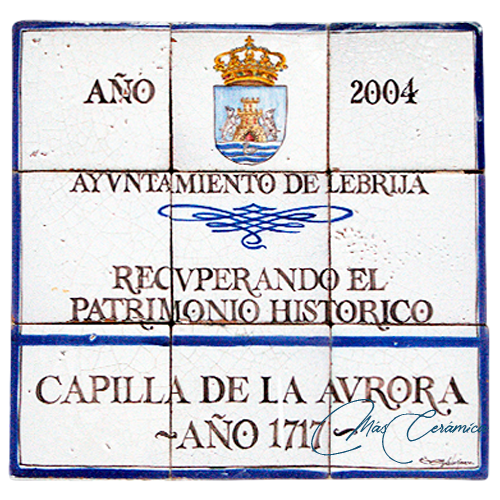 AÑO 2004
AYVNTAMIENTO DE LEBRIJA
RECVPERANDO EL
PATRIMONIO HISTORICO
CAPILLA DE LA AVRORA
~AÑO 1717~
Más Cerámica